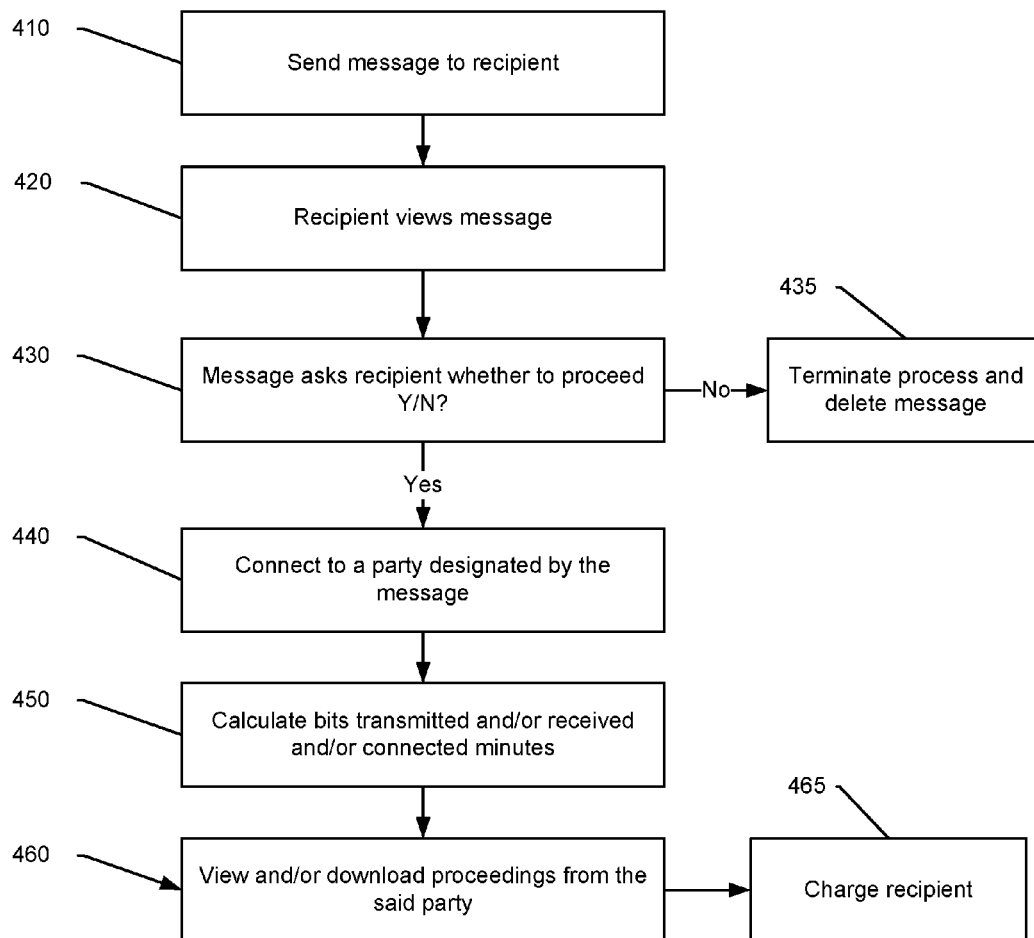 410
Send message to recipient
420
Recipient views message
435
430
Message asks recipient whether to proceed
Y/N?
No
Terminate process and
delete message
Yes
440
Connect to a party designated by the
message
450
Calculate bits transmitted and/or received
and/or connected minutes
465
460
View and/or download proceedings from the
said party
Charge recipient